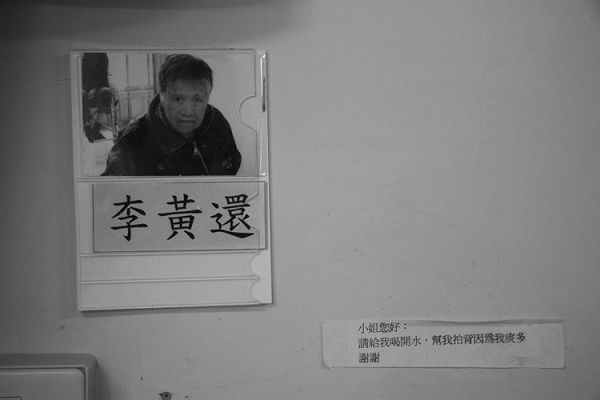 李黃還
小姐您好：
請給我喝開水，幫我拍背因為我痰多
謝謝